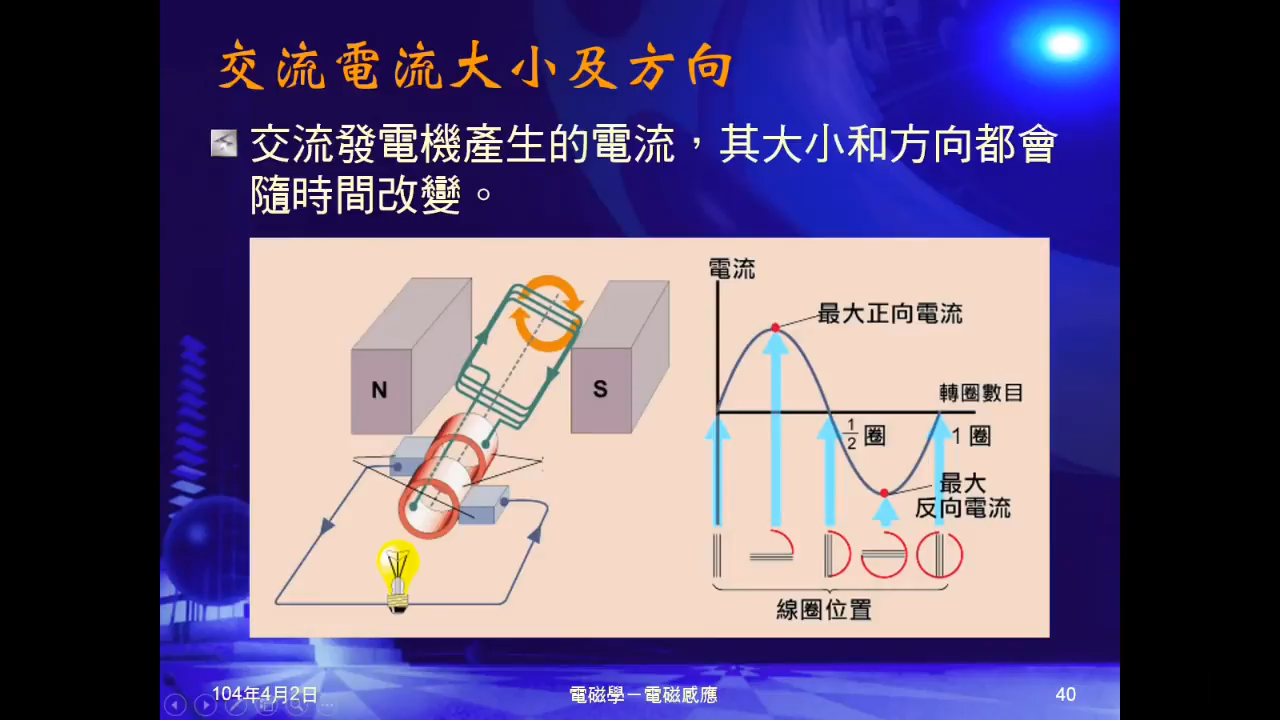 交流電流大小及方向
交流發電機產生的電流，其大小和方向都會
隨時間改變。
N
S
電流
最大正向電流
轉圈數目
1/2 圈
1 圈
最大
反向電流
線圈位置
104年4月2日
電磁學－電磁感應
40